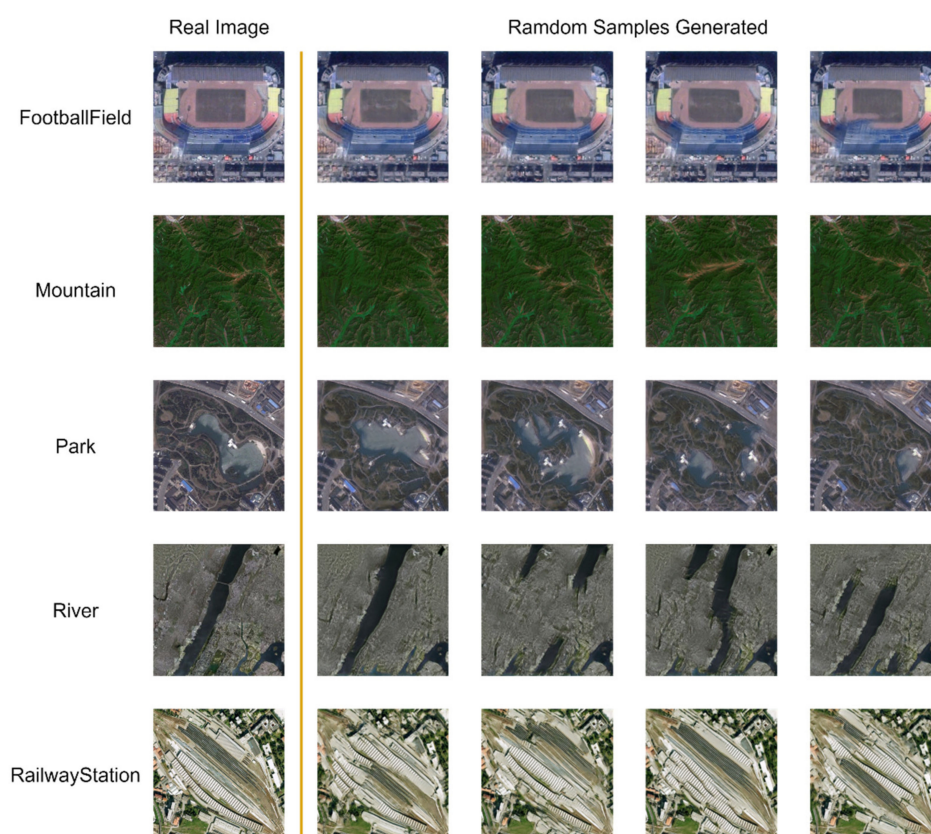 Real Image
Ramdom Samples Generated
FootballField
Mountain
Park
River
RailwayStation